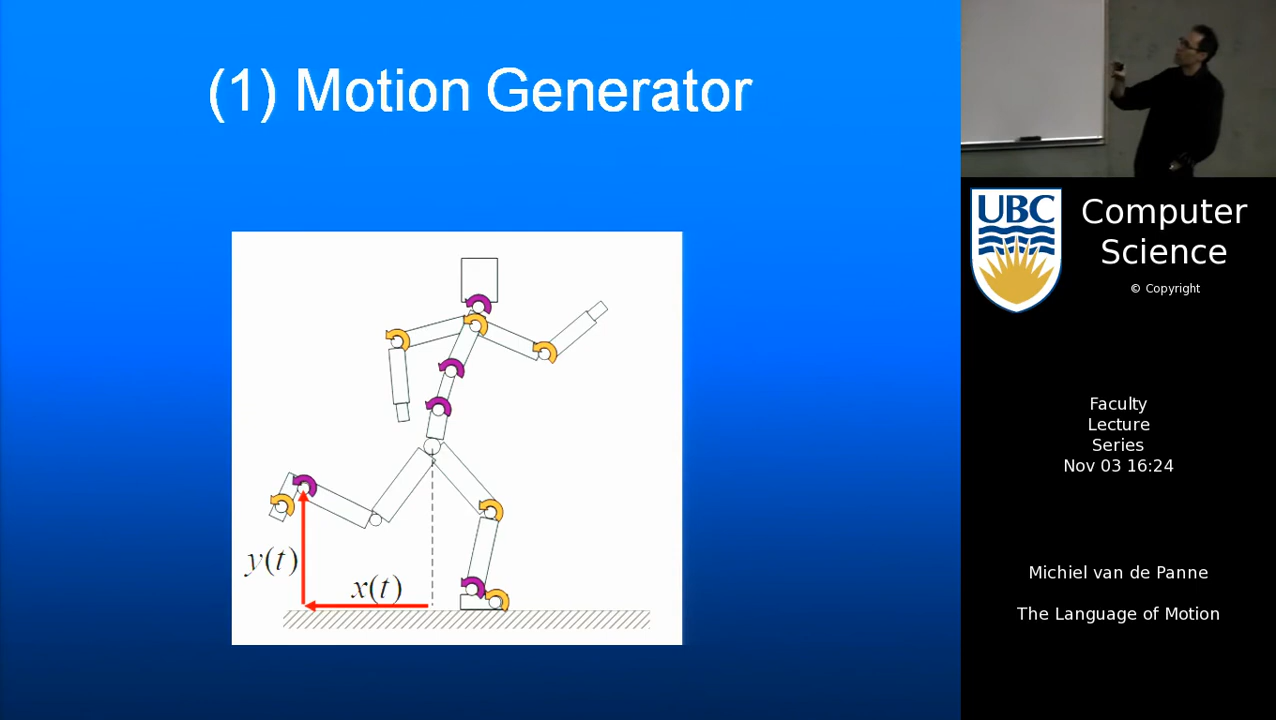 (1) Motion Generator
y(t)
x(t)
UBC
Computer
Science
© Copyright
Faculty
Lecture
Series
Nov 03 16:24
Michiel van de Panne
The Language of Motion